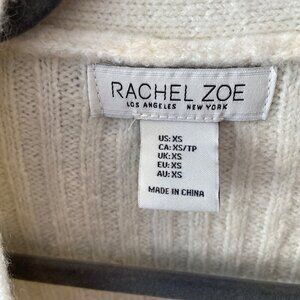 RACHEL ZOE
LOS ANGELES NEW YORK
US: XS
CA: XS/TP
UK: XS
EU: XS
AU: XS
MADE IN CHINA